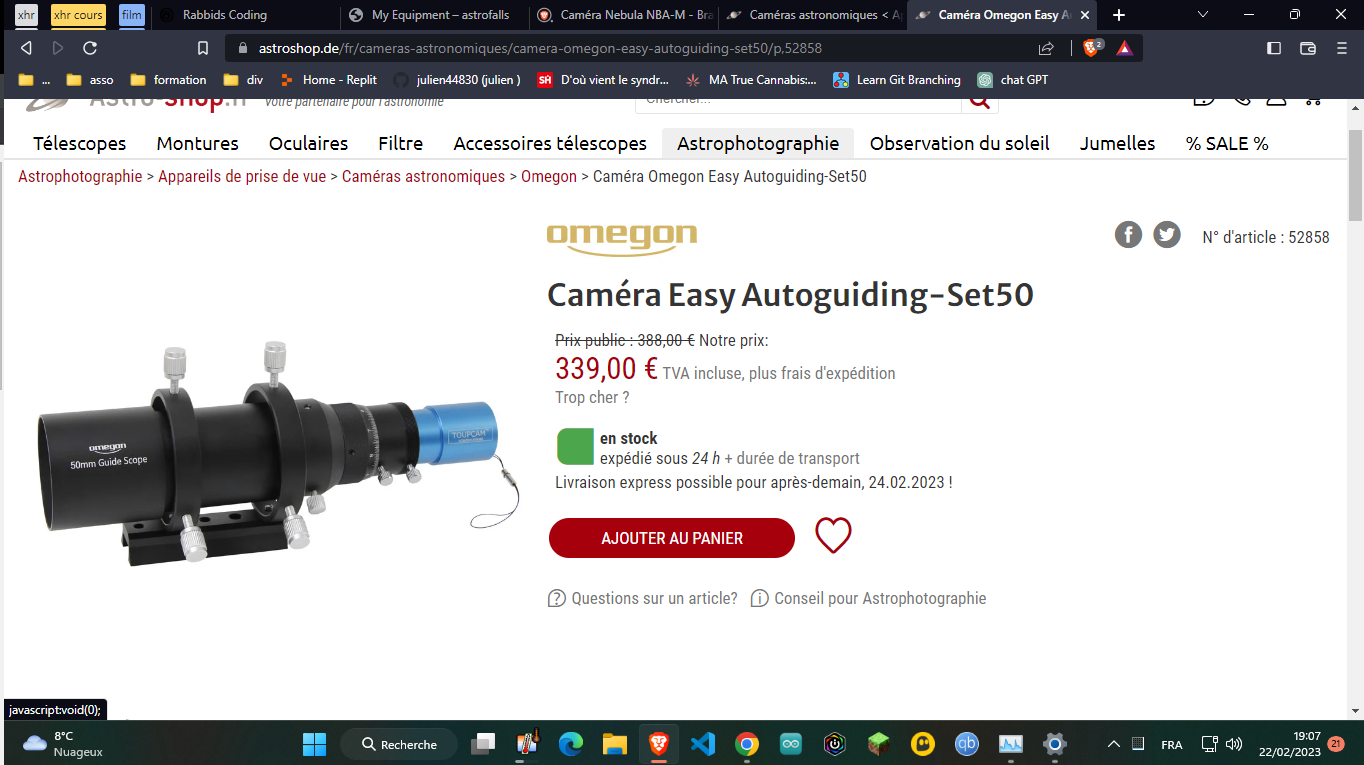 xhr
xhr cours
film
Rabbids Coding
My Equipment – astrofalls
Caméra Nebula NBA-M - Bra
Caméras astronomiques < A
Caméra Omegon Easy A
astroshop.de/fr/cameras-astronomiques/camera-omegon-easy-autoguiding-set50/p,52858
2
...
asso
formation
div
Home - Replit
julien44830 (julien )
SA
D'où vient le syndr...
MA True Cannabis:...
Learn Git Branching
chat GPT
Astro-shop.fr
Votre partenaire pour l'astronomie
Chercher...
Télescopes
Montures
Oculaires
Filtre
Accessoires télescopes
Astrophotographie
Observation du soleil
Jumelles
% SALE %
Astrophotographie > Appareils de prise de vue > Caméras astronomiques > Omegon > Caméra Omegon Easy Autoguiding-Set50
omegon
N° d'article : 52858
Caméra Easy Autoguiding-Set50
Prix public : 388,00 € Notre prix:
339,00 € TVA incluse, plus frais d'expédition
Trop cher ?
en stock
expédié sous 24 h + durée de transport
Livraison express possible pour après-demain, 24.02.2023 !
AJOUTER AU PANIER
Questions sur un article?
Conseil pour Astrophotographie
omegon
50mm Guide Scope
TOUPCAM
javascript:void(0);
8°C
Nuageux
Recherche
qb
FRA
19:07
22/02/2023
21